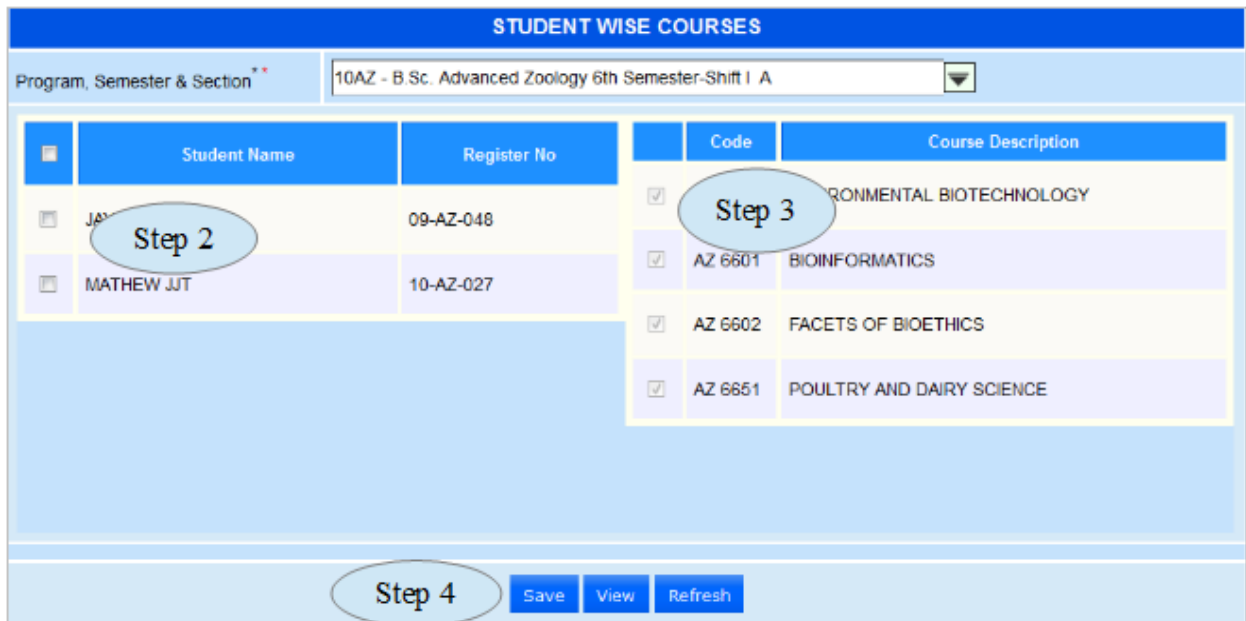 STUDENT WISE COURSES
Program, Semester & Section***
10AZ - B.Sc. Advanced Zoology 6th Semester-Shift I A
Student Name Register No
09-AZ-048
Step 2
MATHEW JJT 10-AZ-027
Code Course Description
BIOTECHNOLOGY
Step 3
AZ 6601 BIOINFORMATICS
AZ 6602 FACETS OF BIOETHICS
AZ 6651 POULTRY AND DAIRY SCIENCE
Step 4 Save View Refresh